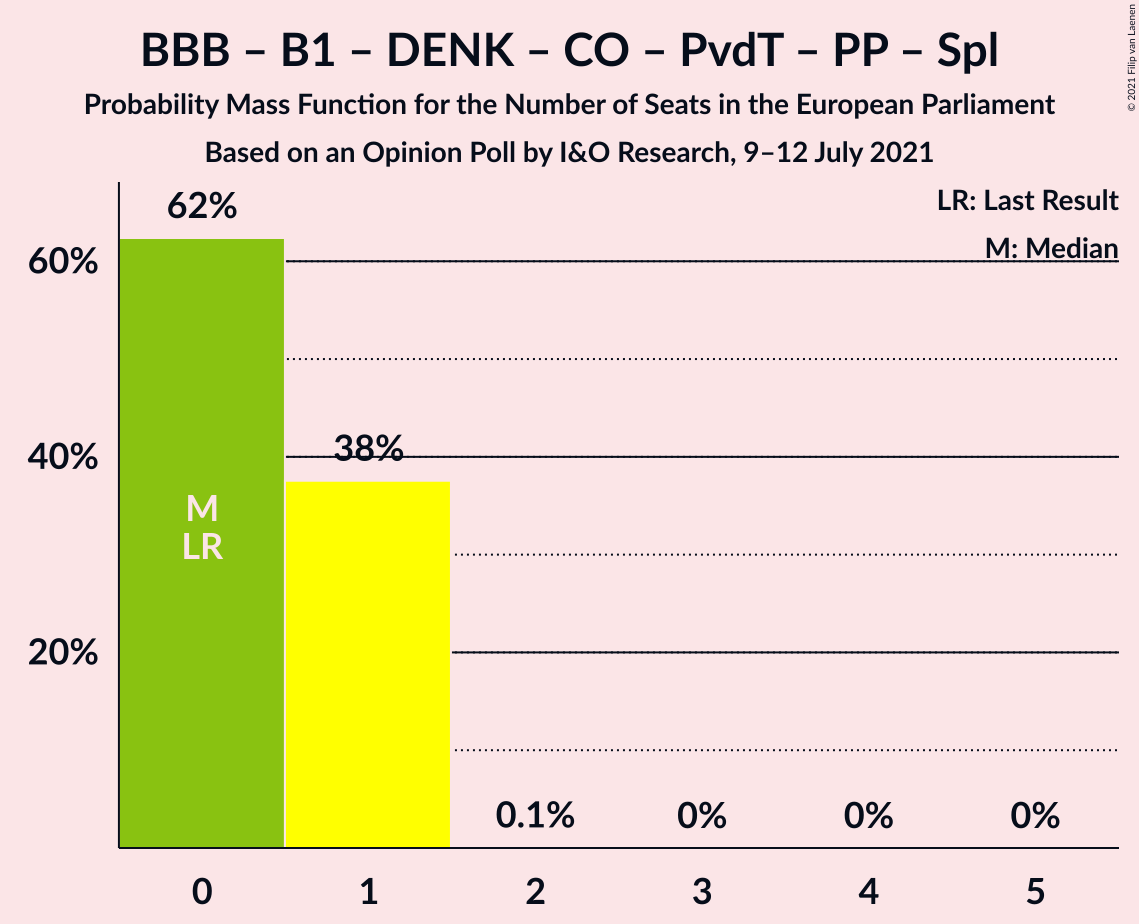 BBB – B1 – DENK – CO – PvdT – PP – Spl
Probability Mass Function for the Number of Seats in the European Parliament
Based on an Opinion Poll by I&O Research, 9–12 July 2021
© 2021 Filip van Laenen
LR: Last Result
M: Median
62%
60%
38%
40%
M
LR
20%
0.1%
0%
0%
0%
0
1
2
3
4
5